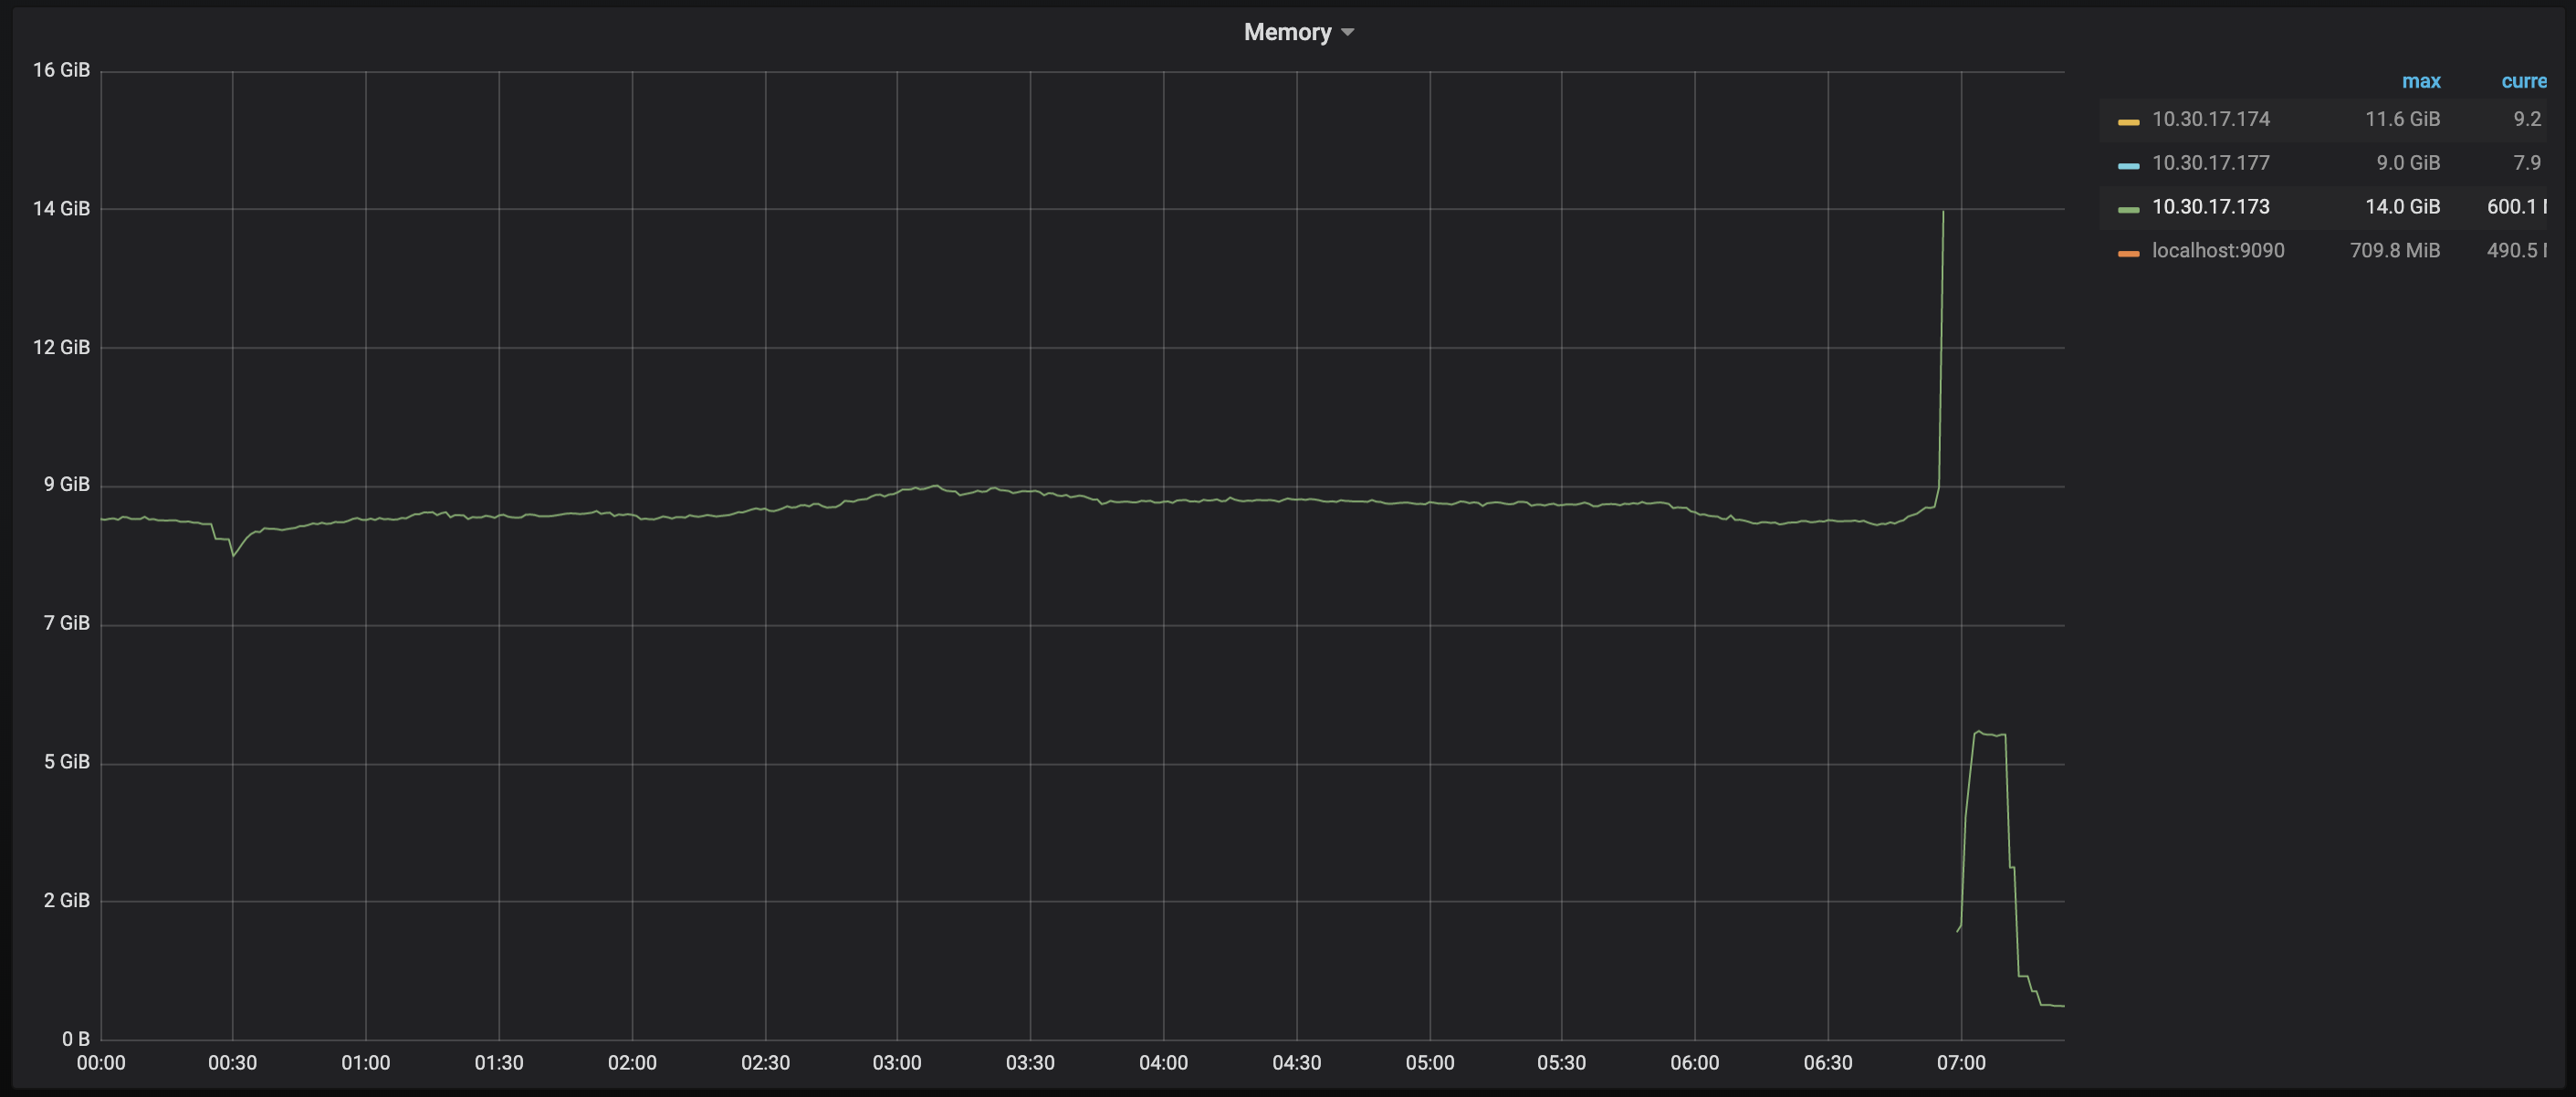 Memory
16 GiB
14 GiB
12 GiB
9 GiB
7 GiB
5 GiB
2 GiB
0 B
00:00 00:30 01:00 01:30 02:00 02:30 03:00 03:30 04:00 04:30 05:00 05:30 06:00 06:30 07:00
max curre
10.30.17.174 11.6 GiB 9.2
10.30.17.177 9.0 GiB 7.9
10.30.17.173 14.0 GiB 600.1
localhost:9090 709.8 MiB 490.5